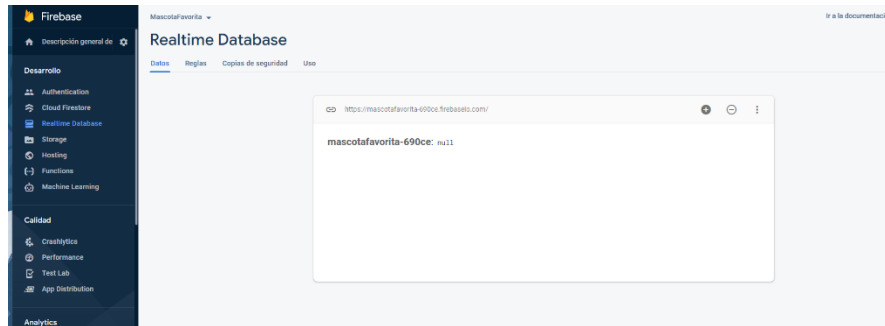 Firebase
MascotaFavorita
Ir a la documentaci
Descripción general de
Realtime Database
Datos Reglas Copias de seguridad Uso
Desarrollo
Authentication
Cloud Firestore
Realtime Database
Storage
Hosting
Functions
Machine Learning
https://mascotafavorita-690ce.firebaseio.com/
mascotafavorita-690ce: null
Calidad
Crashlytics
Performance
Test Lab
App Distribution
Analytics